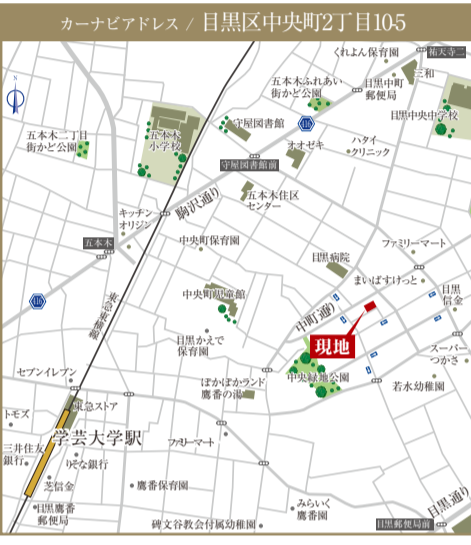 カーナビアドレス / 目黒区中央町2丁目10-5
くれよん保育園
祐天寺二
三和
五本木ふれあい
街かど公園
目黒中町
郵便局
N
守屋図書館
416
目黒中央中学校
五本木二丁目
街かど公園
五本木
小学校
オオゼキ
ハタイ
クリニック
守屋図書館前
駒沢通り
五本木住区
センター
キッチン
オリジン
五本木
中央町保育園
ファミリーマート
目黒病院
まいばすけっと
中央町児童館
目黒
信金
416
東急東横線
中町通り
現地
目黒かえで
保育園
スーパー
つかさ
セブンイレブン
ぽかぽかランド
鷹番の湯
中央緑地公園
若水幼稚園
東急ストア
トモズ
学芸大学駅
ファミリーマート
三井住友
銀行
りそな銀行
芝信金
鷹番保育園
みらいく
鷹番園
目黒鷹番
郵便局
碑文谷教会付属幼稚園
目黒郵便局前
目黒通り